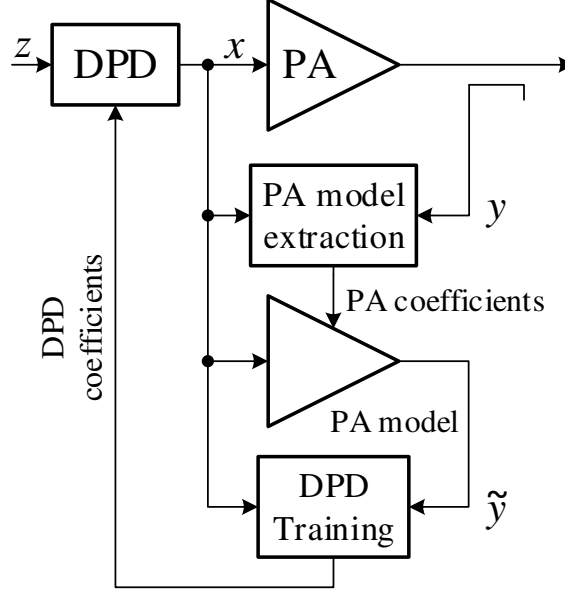 z
DPD
x
PA
PA model
extraction
y
PA coefficients
DPD
coefficients
PA model
DPD
Training
ỹ